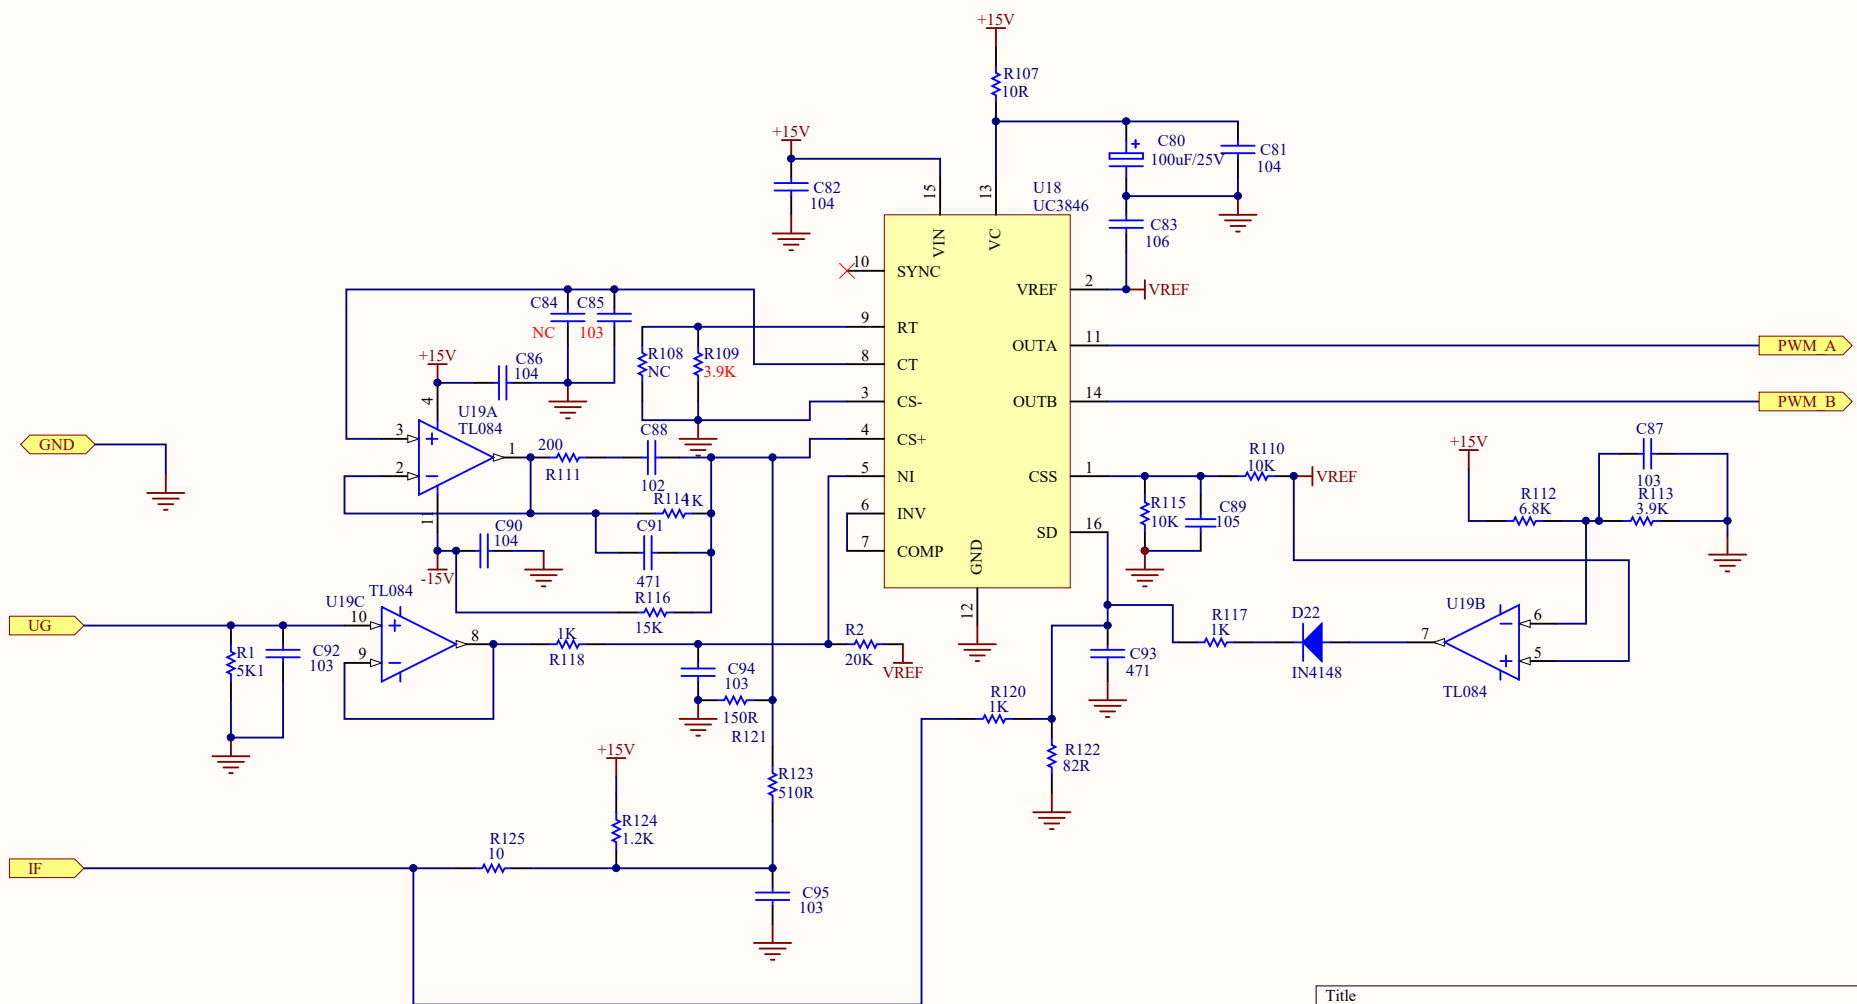 +15V
R107
10R
+15V
C80
100uF/25V
C81
104
C82
104
15
13
U18
UC3846
VIN
VC
C83
106
10
SYNC
VREF
2
VREF
C84
C85
NC
103
9
RT
OUTA
11
PWM_A
+15V
C86
104
R108
NC
R109
3.9K
8
CT
4
U19A
TL084
3
CS-
OUTB
14
PWM_B
GND
3
+
1
200
R111
C88
102
4
CS+
+15V
C87
103
2
−
5
NI
CSS
1
R110
10K
VREF
R114
1K
R112
6.8K
R113
3.9K
11
C90
104
C91
471
6
INV
R115
10K
C89
105
SD
16
-15V
7
COMP
GND
12
TL084
U19C
R116
15K
U19B
UG
10
+
8
1K
R118
R2
20K
VREF
R117
1K
D22
IN4148
7
−
6
+
5
TL084
9
−
R1
5K1
C92
103
C94
103
C93
471
150R
R121
R120
1K
+15V
R122
82R
R123
510R
R124
1.2K
R125
10
IF
C95
103
Title